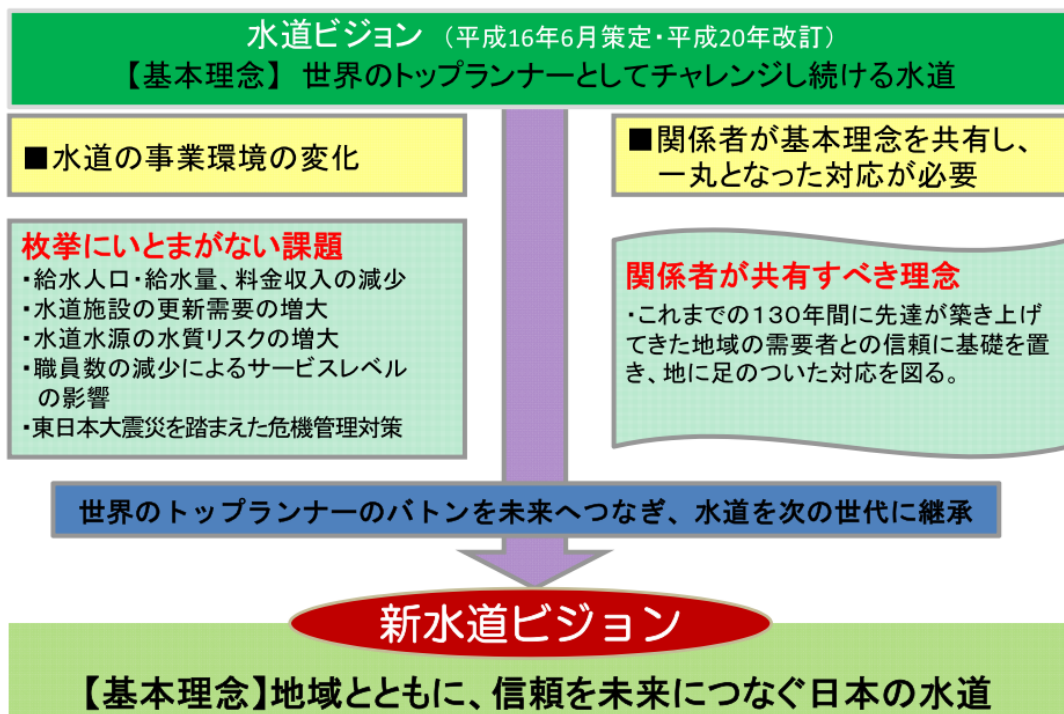 水道ビジョン （平成16年6月策定・平成20年改訂）
【基本理念】 世界のトップランナーとしてチャレンジし続ける水道
■水道の事業環境の変化
枚挙にいとまがない課題
・給水人口・給水量、料金収入の減少
・水道施設の更新需要の増大
・水道水源の水質リスクの増大
・職員数の減少によるサービスレベル
の影響
・東日本大震災を踏まえた危機管理対策
■関係者が基本理念を共有し、
一丸となった対応が必要
関係者が共有すべき理念
・これまでの１３０年間に先達が築き上げ
てきた地域の需要者との信頼に基礎を置
き、地に足のついた対応を図る。
世界のトップランナーのバトンを未来へつなぎ、水道を次の世代に継承
新水道ビジョン
【基本理念】地域とともに、信頼を未来につなぐ日本の水道